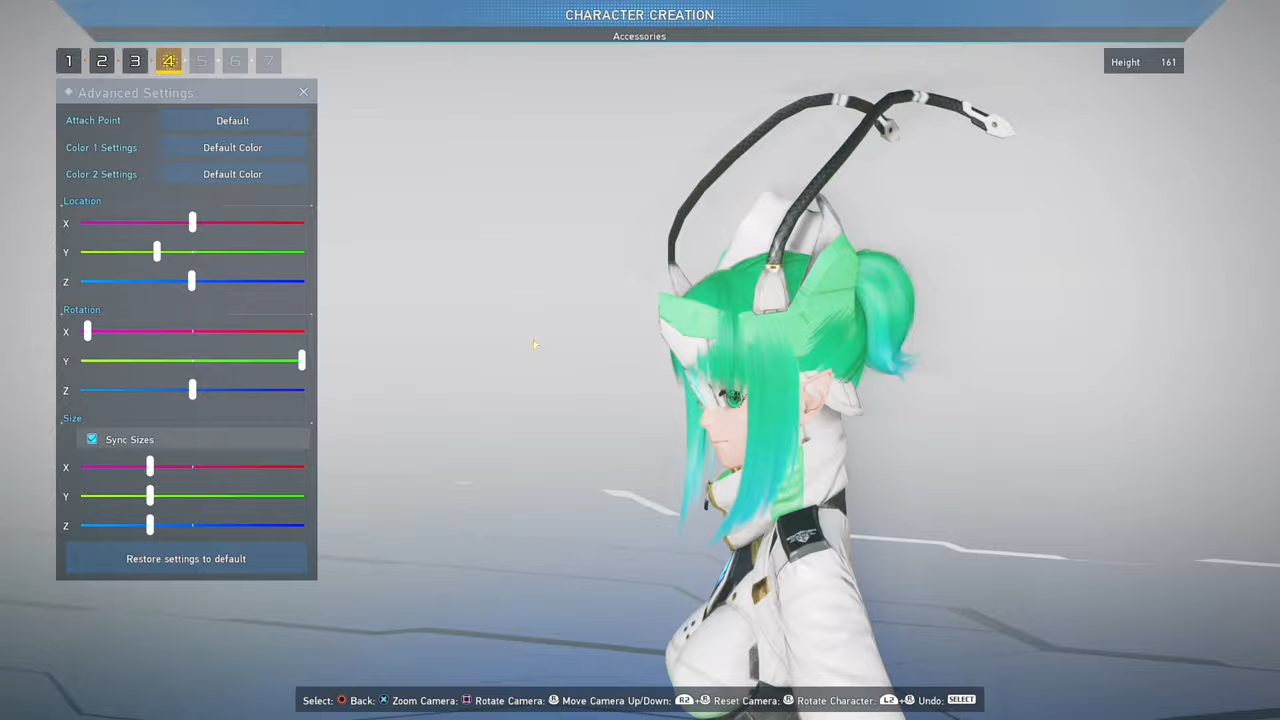 CHARACTER CREATION
Accessories
1 2 3 4 5 6 7
Height 161
Advanced Settings
Attach Point Default
Color 1 Settings Default Color
Color 2 Settings Default Color
Location
X
Y
Z
Rotation
X
Y
Z
Size
Sync Sizes
X
Y
Z
Restore settings to default
Select: Back: Zoom Camera: Rotate Camera: R Move Camera Up/Down: R2+R Reset Camera: R Rotate Character: L2+R Undo: SELECT